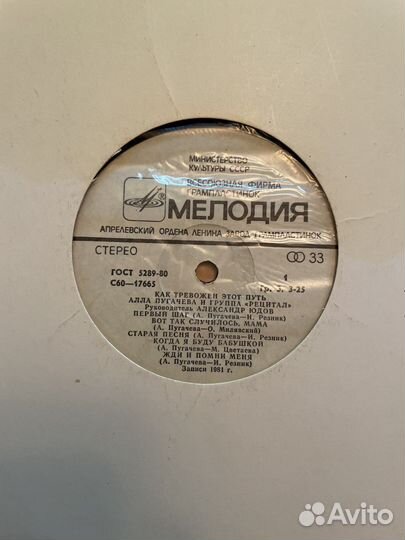 МИНИСТЕРСТВО
КУЛЬТУРЫ СССР
ВСЕСОЮЗНАЯ ФИРМА
ГРАМПЛАСТИНОК
МЕЛОДИЯ
АПРЕЛЕВСКИЙ ОРДЕНА ЛЕНИНА ЗАВОД ГРАМПЛАСТИНОК
СТЕРЕО 33
ГОСТ 5289-80 1
С60—17665 Гр. 3. 3-25
КАК ТРЕВОЖЕН ЭТОТ ПУТЬ
АЛЛА ПУГАЧЕВА И ГРУППА «РЕЦИТАЛ»
Руководитель АЛЕКСАНДР ЮДОВ
ПЕРВЫЙ ШАГ (А. Пугачева—И. Резник)
ВОТ ТАК СЛУЧИЛОСЬ, МАМА
(А. Пугачева—О. Милявский)
СТАРАЯ ПЕСНЯ (А. Пугачева—И. Резник)
КОГДА Я БУДУ БАБУШКОЙ
(А. Пугачева—М. Цветаева)
ЖДИ И ПОМНИ МЕНЯ
(А. Пугачева—И. Резник)
Записи 1981 г.
Avito